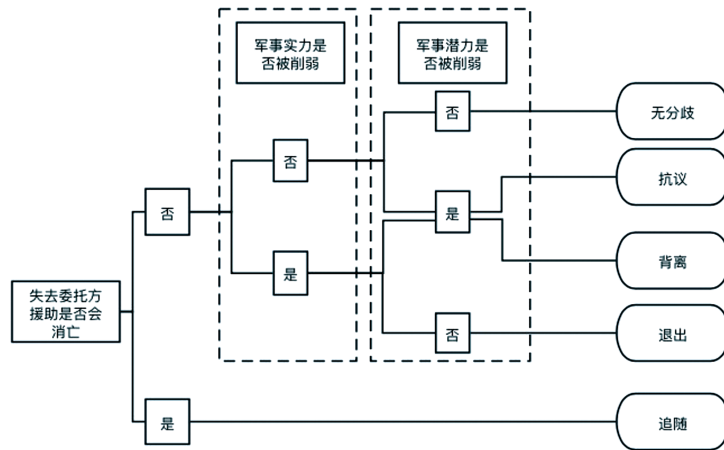 军事实力是
否被削弱
军事潜力是
否被削弱
否
无分歧
否
抗议
否
是
背离
是
失去委托方
援助是否会
消亡
否
退出
是
追随